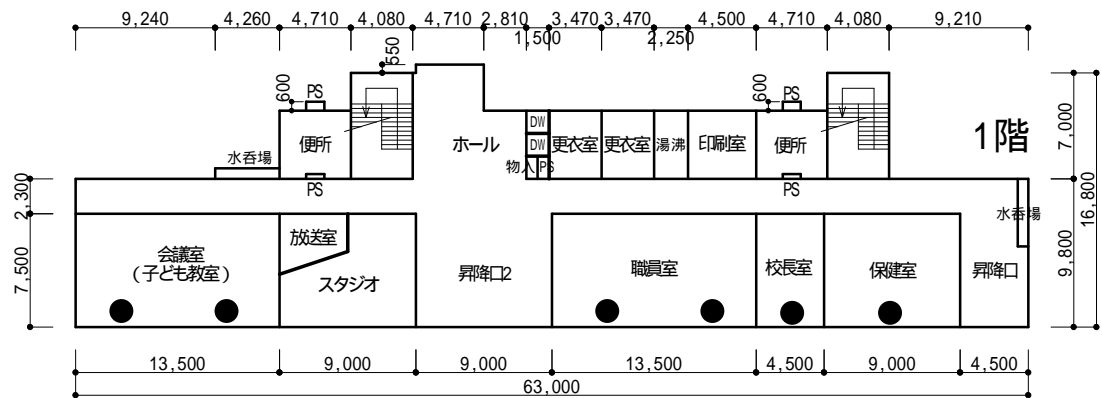 9,240 4,260 4,710 4,080 4,710 2,810 3,470 3,470 4,500 4,710 4,080 9,210
1,500 2,250
550
600 PS
600 PS
DW
便所 ホール DW 更衣室 更衣室 湯沸 印刷室 便所 1階
7,000
水呑場 物入 PS
PS PS
2,300
16,800
水呑場
放送室
会議室
(子ども教室)
スタジオ 昇降口2 職員室 校長室 保健室 昇降口
7,500 9,800
13,500 9,000 9,000 13,500 4,500 9,000 4,500
63,000